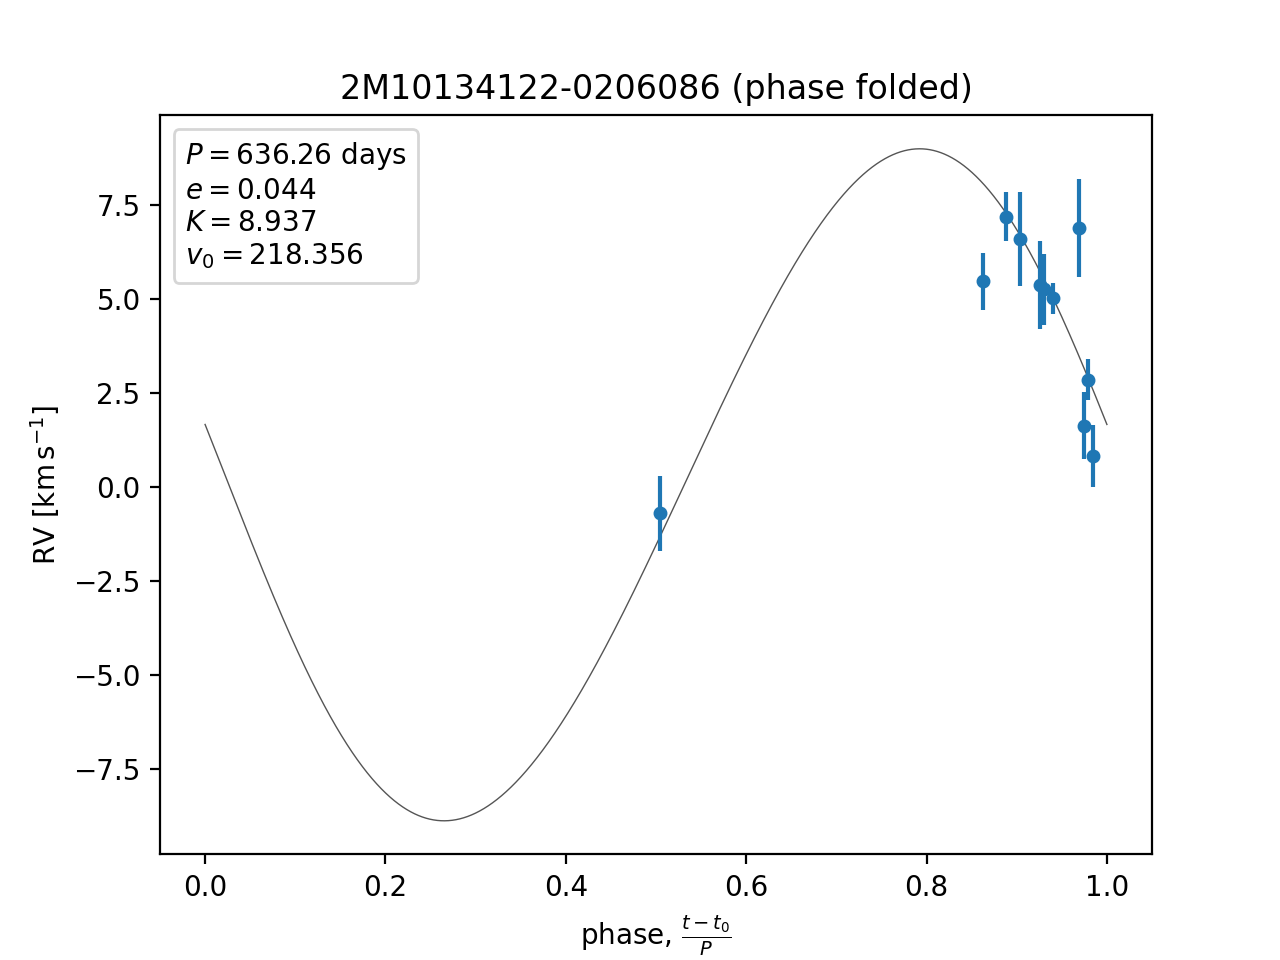 2M10134122-0206086 (phase folded)
P = 636.26 days
e = 0.044
K = 8.937
v₀ = 218.356
7.5
5.0
2.5
0.0
−2.5
−5.0
−7.5
RV [km s⁻¹]
0.0 0.2 0.4 0.6 0.8 1.0
phase, (t − t₀)/P